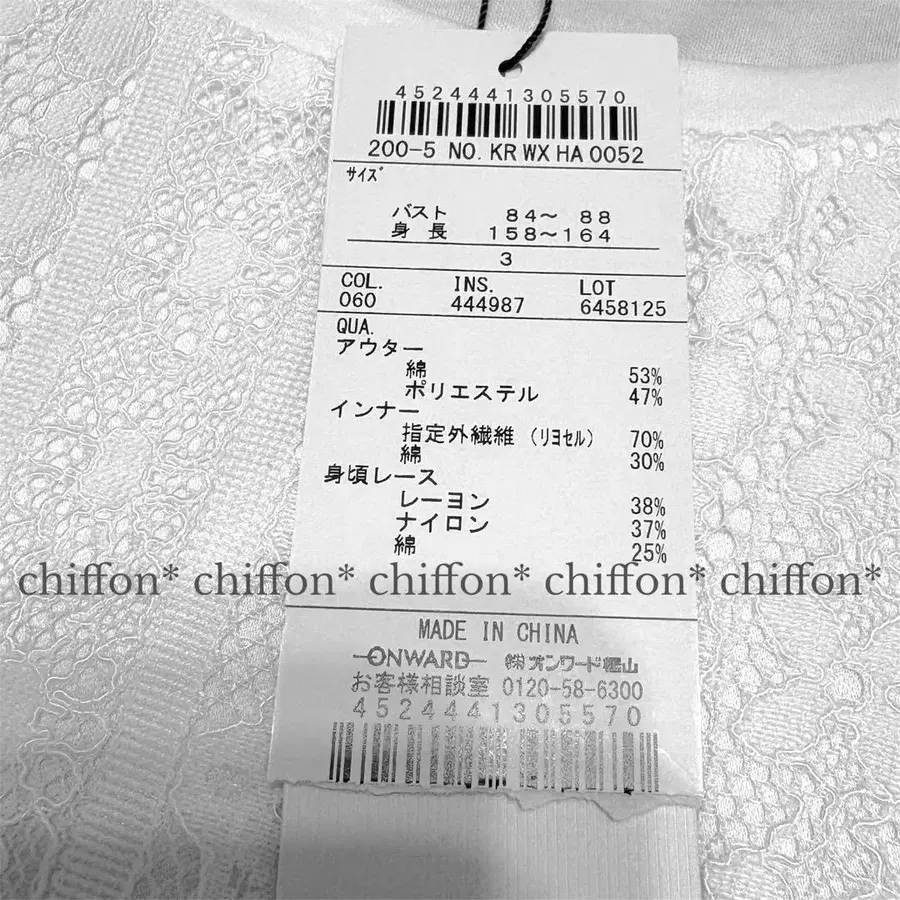 4524441305570
200-5 NO. KR WX HA 0052
サイズ
バスト 84～ 88
身長 158～164
3
COL. INS. LOT
060 444987 6458125
QUA.
アウター
綿 53%
ポリエステル 47%
インナー
指定外繊維（リヨセル） 70%
綿 30%
身頃レース
レーヨン 38%
ナイロン 37%
綿 25%
chiffon* chiffon* chiffon* chiffon* chiffon*
MADE IN CHINA
ONWARD ㈱オンワード樫山
お客様相談室 0120-58-6300
4524441305570